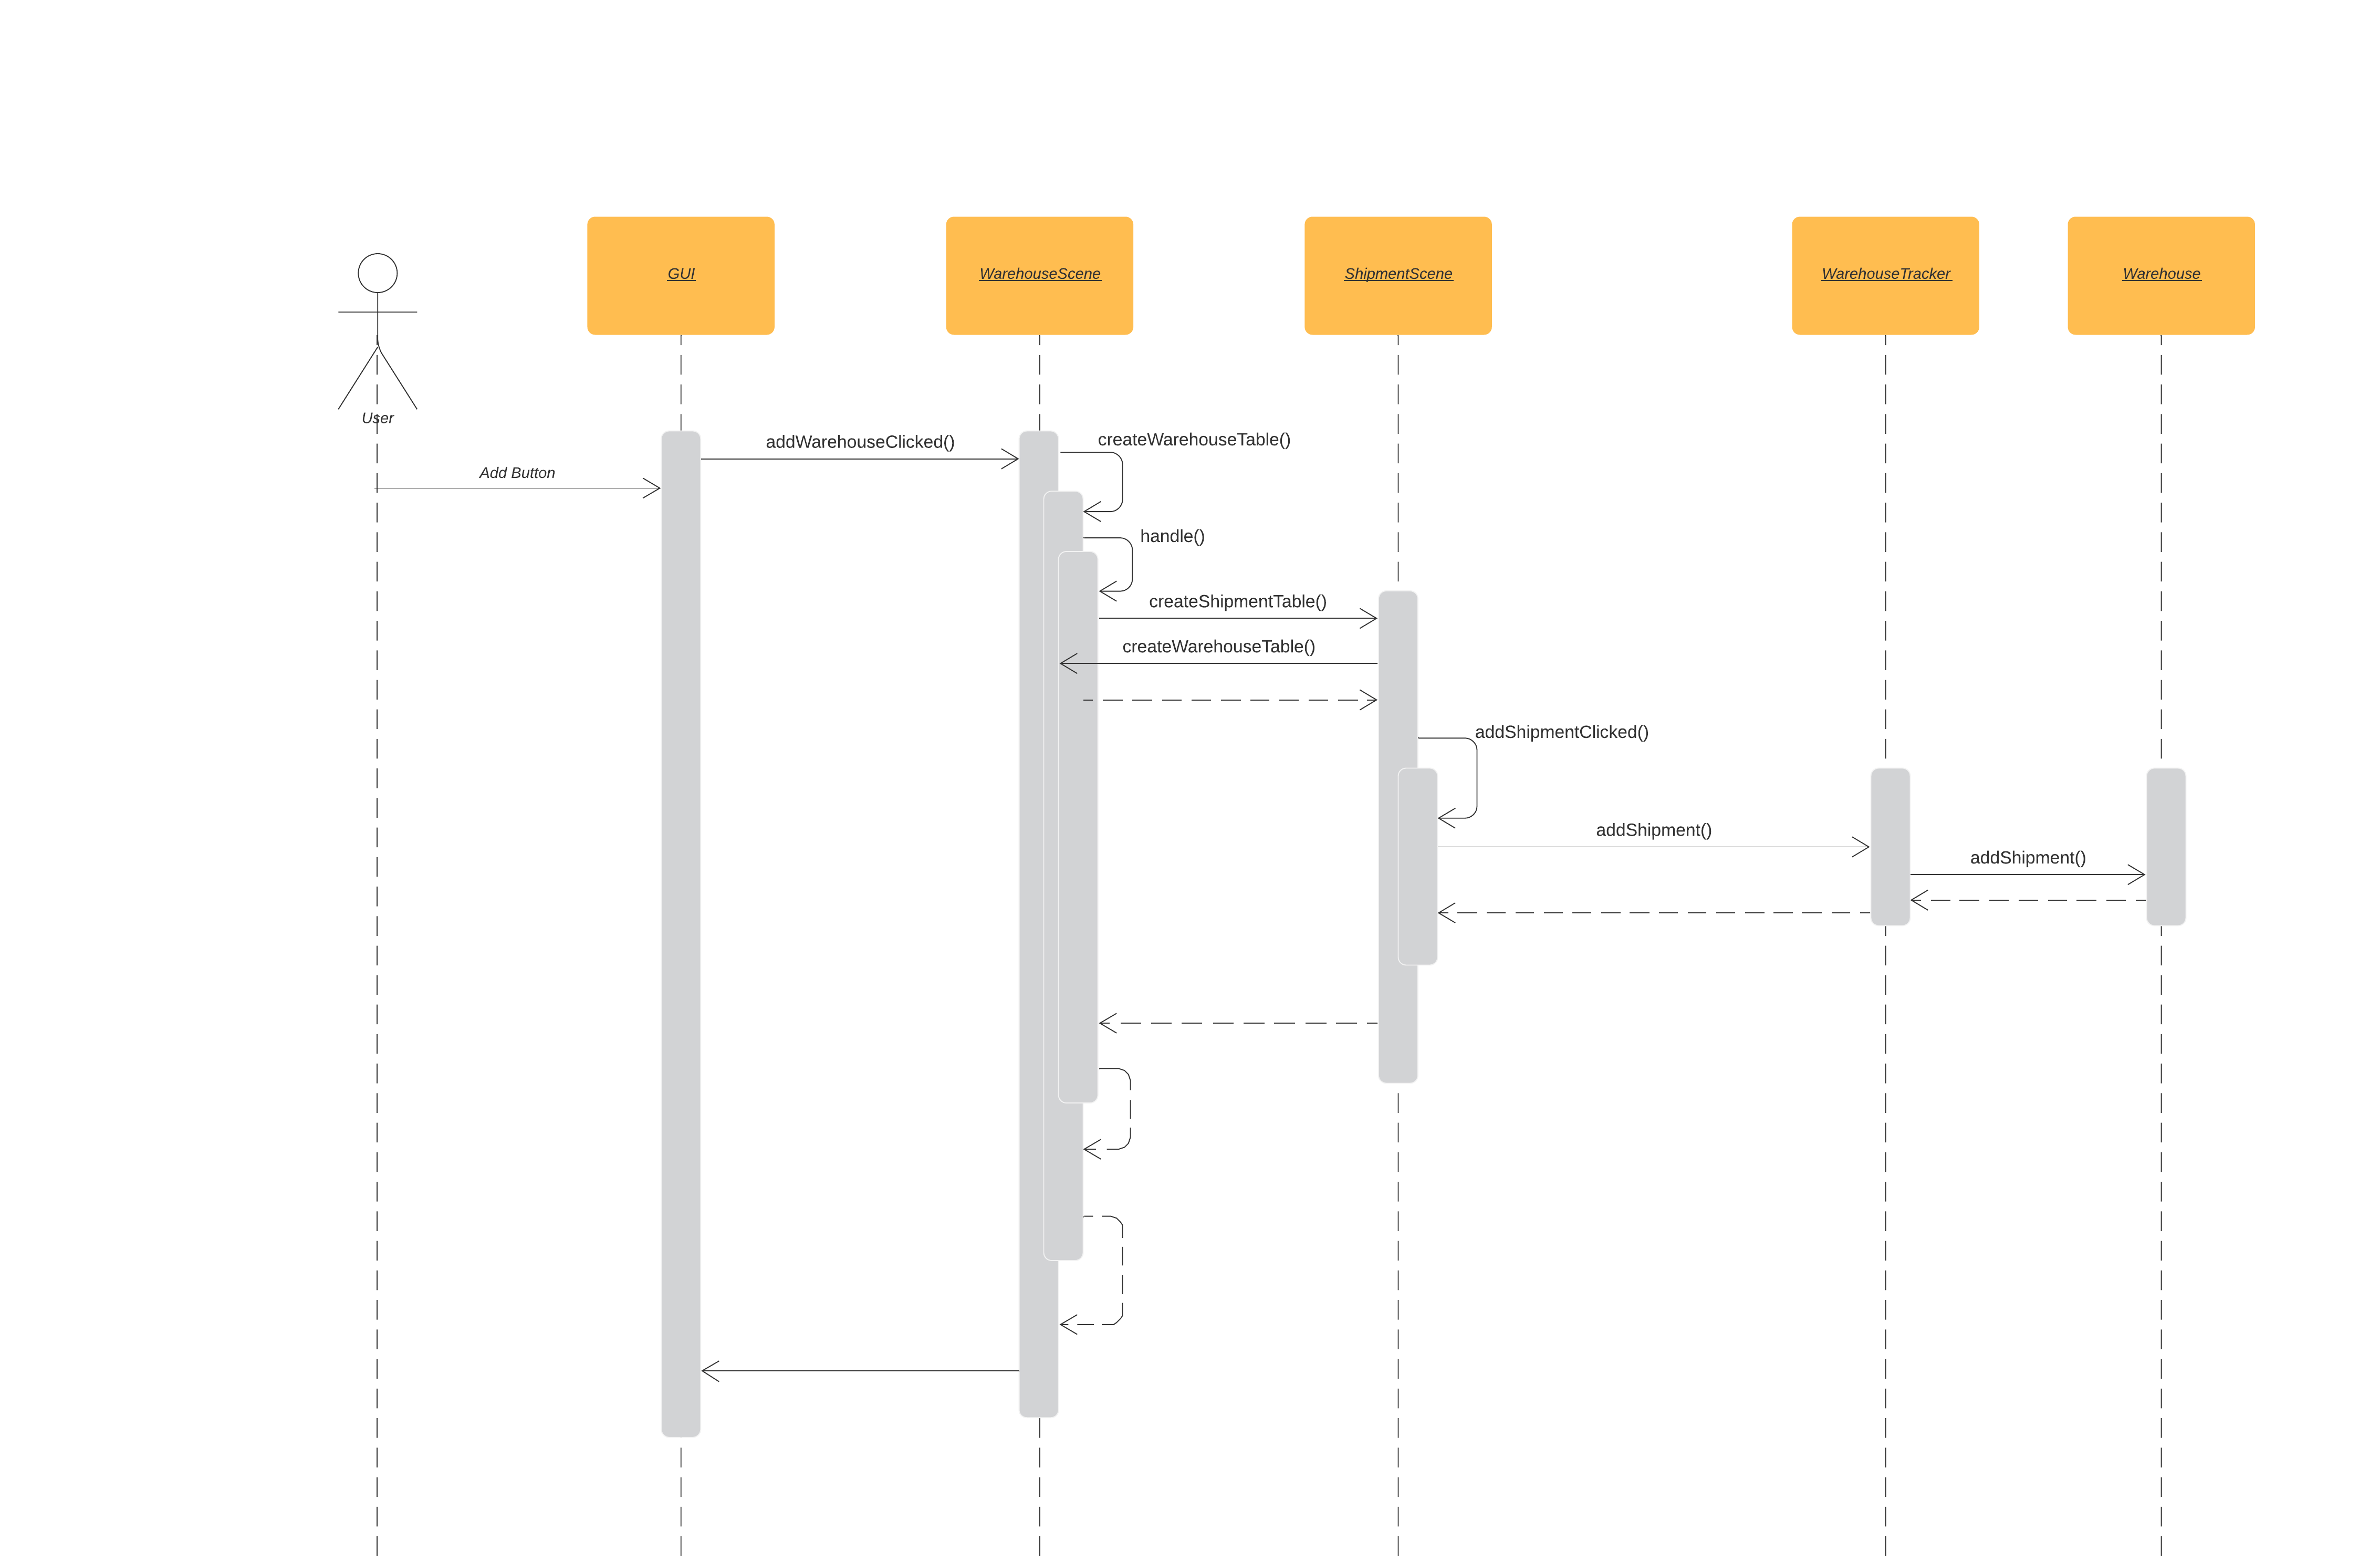 GUI
WarehouseScene
ShipmentScene
WarehouseTracker
Warehouse
User
addWarehouseClicked()
createWarehouseTable()
Add Button
handle()
createShipmentTable()
createWarehouseTable()
addShipmentClicked()
addShipment()
addShipment()